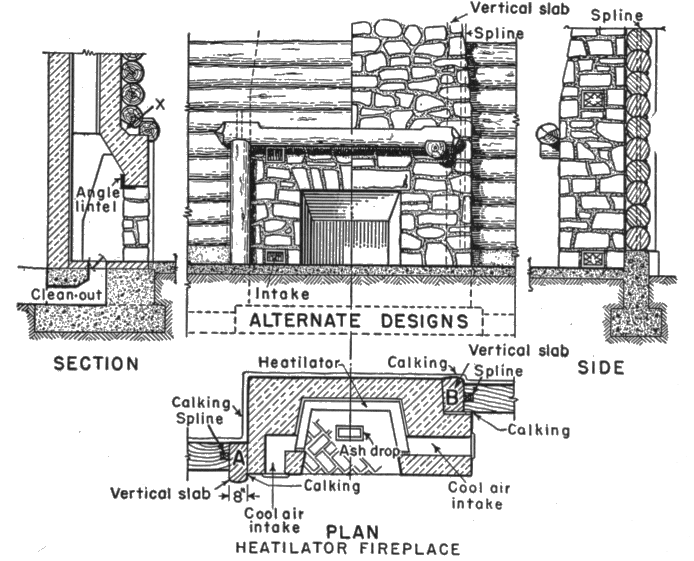 Vertical slab
Spline
Spline
X
Angle
lintel
Clean-out
Intake
ALTERNATE DESIGNS
SECTION
SIDE
Heatilator
Calking
Vertical slab
Spline
Calking
Spline
B
Calking
A
Ash drop
Vertical slab
8"
Calking
Cool air
intake
Cool air
intake
PLAN
HEATILATOR FIREPLACE